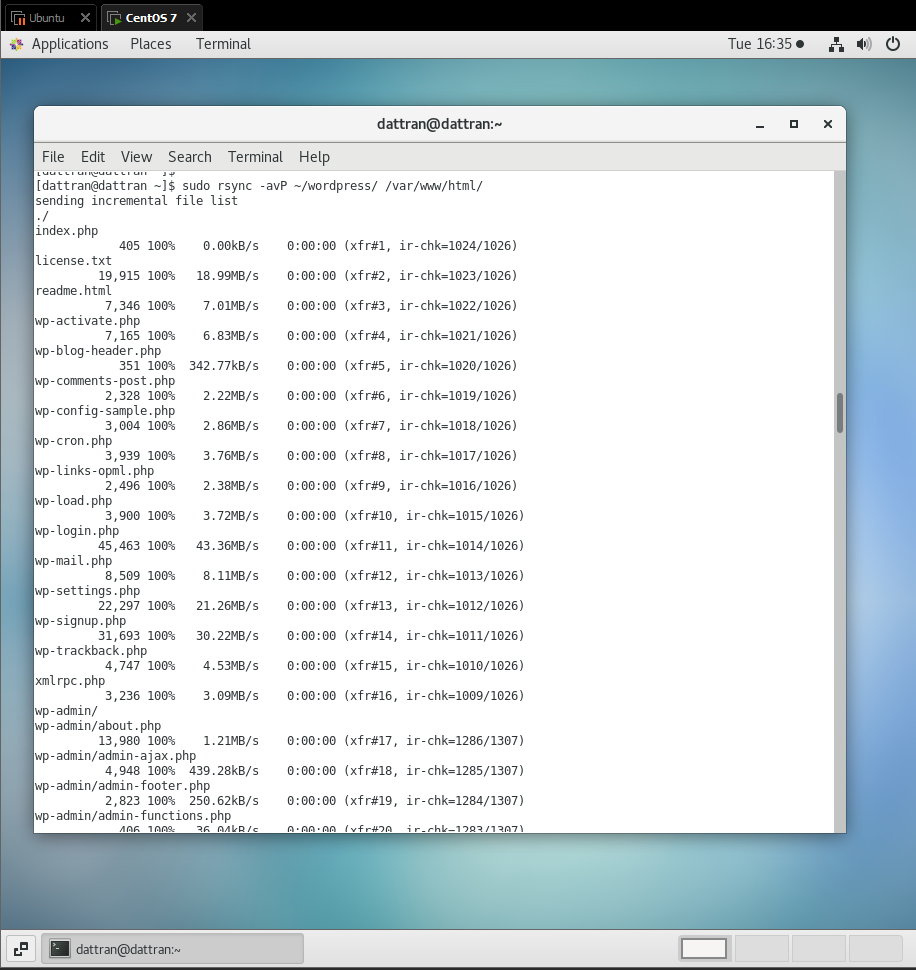 Ubuntu
CentOS 7
Applications Places Terminal Tue 16:35
dattran@dattran:~
File Edit View Search Terminal Help
[dattran@dattran ~]$
[dattran@dattran ~]$ sudo rsync -avP ~/wordpress/ /var/www/html/
sending incremental file list
./
index.php
405 100% 0.00kB/s 0:00:00 (xfr#1, ir-chk=1024/1026)
license.txt
19,915 100% 18.99MB/s 0:00:00 (xfr#2, ir-chk=1023/1026)
readme.html
7,346 100% 7.01MB/s 0:00:00 (xfr#3, ir-chk=1022/1026)
wp-activate.php
7,165 100% 6.83MB/s 0:00:00 (xfr#4, ir-chk=1021/1026)
wp-blog-header.php
351 100% 342.77kB/s 0:00:00 (xfr#5, ir-chk=1020/1026)
wp-comments-post.php
2,328 100% 2.22MB/s 0:00:00 (xfr#6, ir-chk=1019/1026)
wp-config-sample.php
3,004 100% 2.86MB/s 0:00:00 (xfr#7, ir-chk=1018/1026)
wp-cron.php
3,939 100% 3.76MB/s 0:00:00 (xfr#8, ir-chk=1017/1026)
wp-links-opml.php
2,496 100% 2.38MB/s 0:00:00 (xfr#9, ir-chk=1016/1026)
wp-load.php
3,900 100% 3.72MB/s 0:00:00 (xfr#10, ir-chk=1015/1026)
wp-login.php
45,463 100% 43.36MB/s 0:00:00 (xfr#11, ir-chk=1014/1026)
wp-mail.php
8,509 100% 8.11MB/s 0:00:00 (xfr#12, ir-chk=1013/1026)
wp-settings.php
22,297 100% 21.26MB/s 0:00:00 (xfr#13, ir-chk=1012/1026)
wp-signup.php
31,693 100% 30.22MB/s 0:00:00 (xfr#14, ir-chk=1011/1026)
wp-trackback.php
4,747 100% 4.53MB/s 0:00:00 (xfr#15, ir-chk=1010/1026)
xmlrpc.php
3,236 100% 3.09MB/s 0:00:00 (xfr#16, ir-chk=1009/1026)
wp-admin/
wp-admin/about.php
13,980 100% 1.21MB/s 0:00:00 (xfr#17, ir-chk=1286/1307)
wp-admin/admin-ajax.php
4,948 100% 439.28kB/s 0:00:00 (xfr#18, ir-chk=1285/1307)
wp-admin/admin-footer.php
2,823 100% 250.62kB/s 0:00:00 (xfr#19, ir-chk=1284/1307)
wp-admin/admin-functions.php
406 100% 36.04kB/s 0:00:00 (xfr#20, ir-chk=1283/1307)
dattran@dattran:~